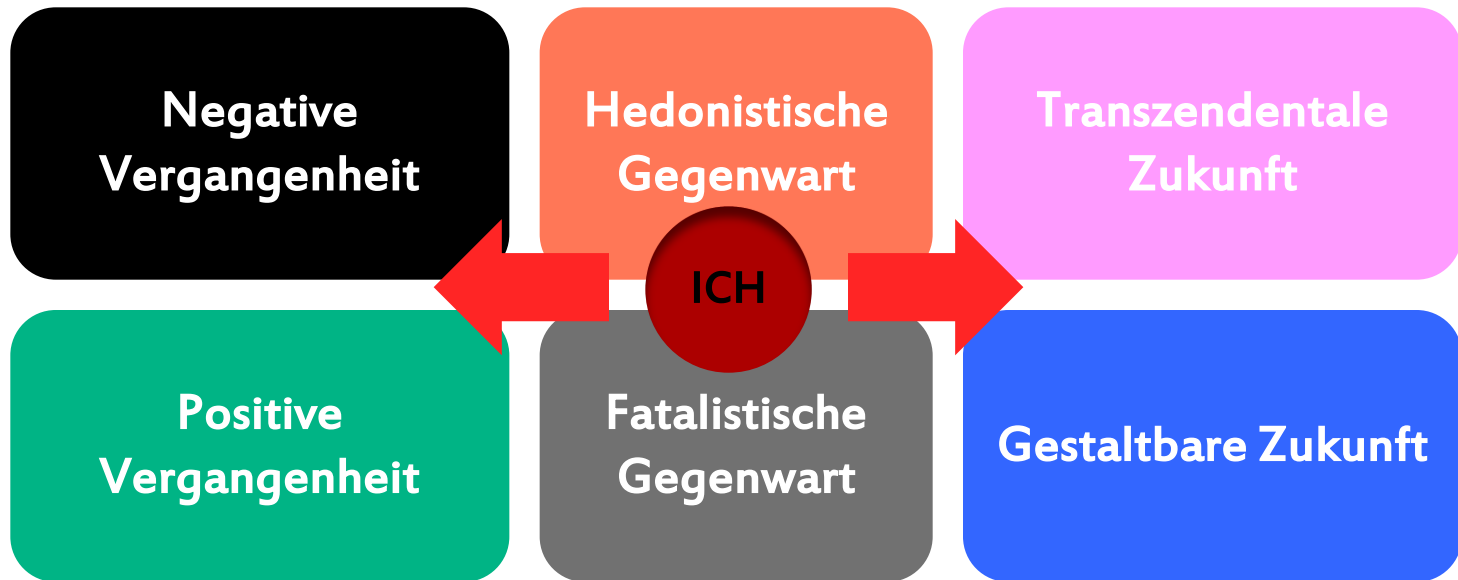 Negative
Vergangenheit
Hedonistische
Gegenwart
Transzendentale
Zukunft
ICH
Positive
Vergangenheit
Fatalistische
Gegenwart
Gestaltbare Zukunft